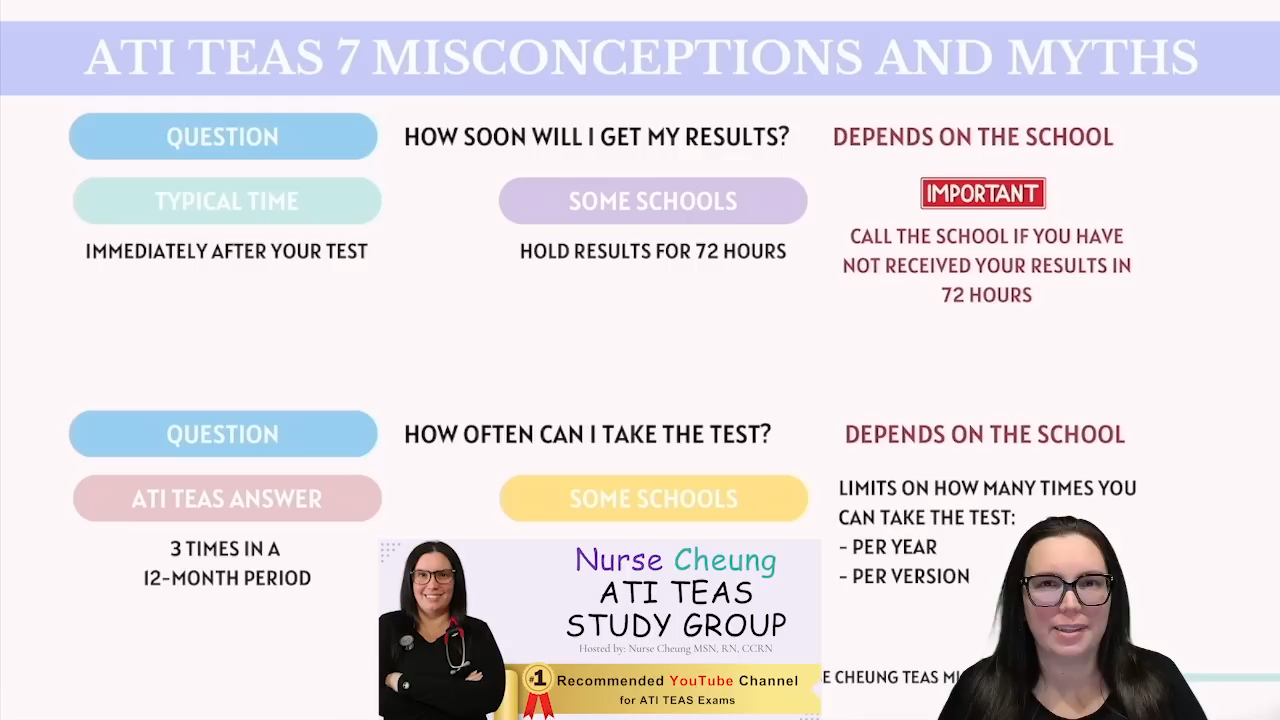 ATI TEAS 7 MISCONCEPTIONS AND MYTHS
QUESTION
HOW SOON WILL I GET MY RESULTS?
DEPENDS ON THE SCHOOL
TYPICAL TIME
SOME SCHOOLS
IMPORTANT
IMMEDIATELY AFTER YOUR TEST
HOLD RESULTS FOR 72 HOURS
CALL THE SCHOOL IF YOU HAVE
NOT RECEIVED YOUR RESULTS IN
72 HOURS
QUESTION
HOW OFTEN CAN I TAKE THE TEST?
DEPENDS ON THE SCHOOL
ATI TEAS ANSWER
SOME SCHOOLS
3 TIMES IN A
12-MONTH PERIOD
LIMITS ON HOW MANY TIMES YOU
CAN TAKE THE TEST:
- PER YEAR
- PER VERSION
Nurse Cheung
ATI TEAS
STUDY GROUP
Hosted by: Nurse Cheung MSN, RN, CCRN
#1
Recommended YouTube Channel
for ATI TEAS Exams
CHEUNG TEAS